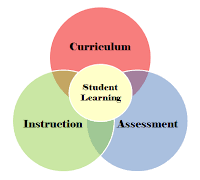 Curriculum
Student
Learning
Instruction
Assessment